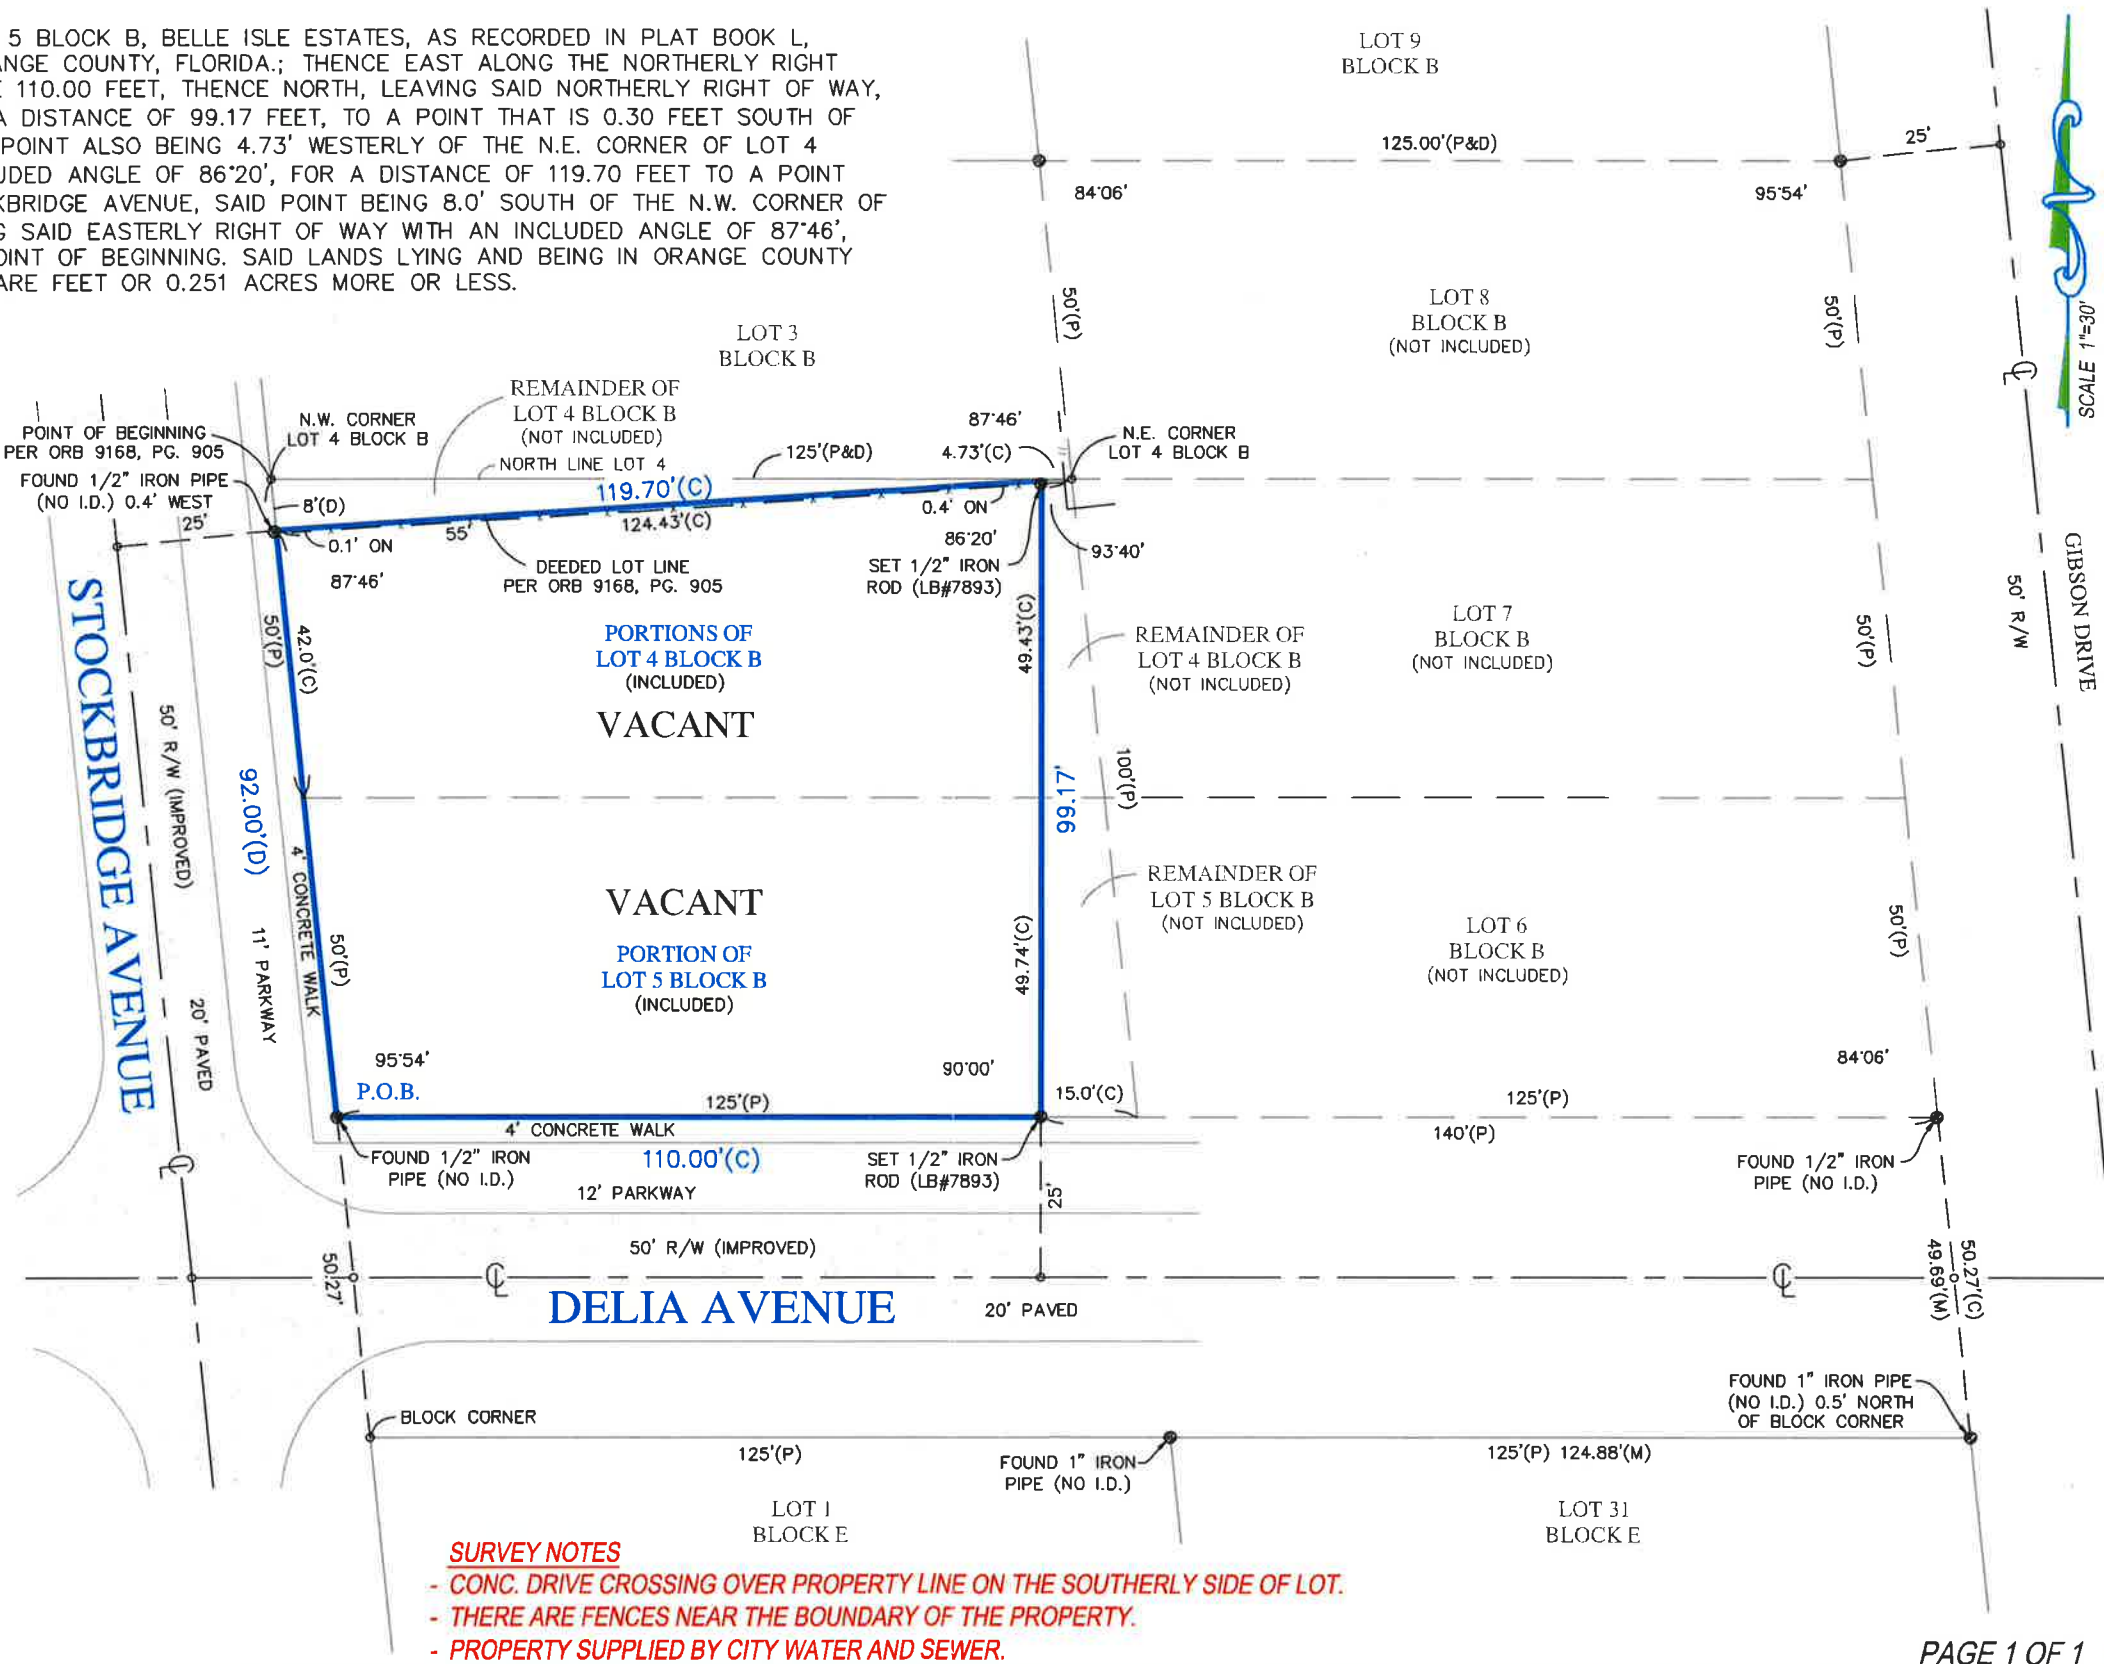 5 BLOCK B, BELLE ISLE ESTATES, AS RECORDED IN PLAT BOOK L,
ANGE COUNTY, FLORIDA.; THENCE EAST ALONG THE NORTHERLY RIGHT
110.00 FEET, THENCE NORTH, LEAVING SAID NORTHERLY RIGHT OF WAY,
A DISTANCE OF 99.17 FEET, TO A POINT THAT IS 0.30 FEET SOUTH OF
POINT ALSO BEING 4.73' WESTERLY OF THE N.E. CORNER OF LOT 4
UDED ANGLE OF 86°20', FOR A DISTANCE OF 119.70 FEET TO A POINT
KBRIDGE AVENUE, SAID POINT BEING 8.0' SOUTH OF THE N.W. CORNER OF
G SAID EASTERLY RIGHT OF WAY WITH AN INCLUDED ANGLE OF 87°46',
OINT OF BEGINNING. SAID LANDS LYING AND BEING IN ORANGE COUNTY
ARE FEET OR 0.251 ACRES MORE OR LESS.
LOT 9
BLOCK B
125.00'(P&D)
25'
84°06'
95°54'
50'(P)
LOT 8
BLOCK B
(NOT INCLUDED)
50'(P)
SCALE 1"=30'
LOT 3
BLOCK B
REMAINDER OF
LOT 4 BLOCK B
(NOT INCLUDED)
N.W. CORNER
LOT 4 BLOCK B
POINT OF BEGINNING
PER ORB 9168, PG. 905
FOUND 1/2" IRON PIPE
(NO I.D.) 0.4' WEST
25'
8'(D)
NORTH LINE LOT 4
125'(P&D)
87°46'
4.73'(C)
N.E. CORNER
LOT 4 BLOCK B
119.70'(C)
124.43'(C)
55'
0.1' ON
0.4' ON
87°46'
DEEDED LOT LINE
PER ORB 9168, PG. 905
86°20'
SET 1/2" IRON
ROD (LB#7893)
93°40'
STOCKBRIDGE AVENUE
50' R/W (IMPROVED)
20' PAVED
50'(P)
42.0'(C)
92.00'(D)
11' PARKWAY
4' CONCRETE WALK
50'(P)
PORTIONS OF
LOT 4 BLOCK B
(INCLUDED)
VACANT
49.43'(C)
99.17'
100'(P)
REMAINDER OF
LOT 4 BLOCK B
(NOT INCLUDED)
LOT 7
BLOCK B
(NOT INCLUDED)
50'(P)
50' R/W
GIBSON DRIVE
VACANT
PORTION OF
LOT 5 BLOCK B
(INCLUDED)
49.74'(C)
REMAINDER OF
LOT 5 BLOCK B
(NOT INCLUDED)
LOT 6
BLOCK B
(NOT INCLUDED)
50'(P)
95°54'
P.O.B.
90°00'
84°06'
125'(P)
15.0'(C)
125'(P)
140'(P)
4' CONCRETE WALK
FOUND 1/2" IRON
PIPE (NO I.D.)
110.00'(C)
SET 1/2" IRON
ROD (LB#7893)
FOUND 1/2" IRON
PIPE (NO I.D.)
12' PARKWAY
25'
50' R/W (IMPROVED)
50.27'
DELIA AVENUE
20' PAVED
50.27'(C)
49.69'(M)
BLOCK CORNER
FOUND 1" IRON PIPE
(NO I.D.) 0.5' NORTH
OF BLOCK CORNER
125'(P)
FOUND 1" IRON
PIPE (NO I.D.)
125'(P) 124.88'(M)
LOT 1
BLOCK E
LOT 31
BLOCK E
SURVEY NOTES
- CONC. DRIVE CROSSING OVER PROPERTY LINE ON THE SOUTHERLY SIDE OF LOT.
- THERE ARE FENCES NEAR THE BOUNDARY OF THE PROPERTY.
- PROPERTY SUPPLIED BY CITY WATER AND SEWER.
PAGE 1 OF 1